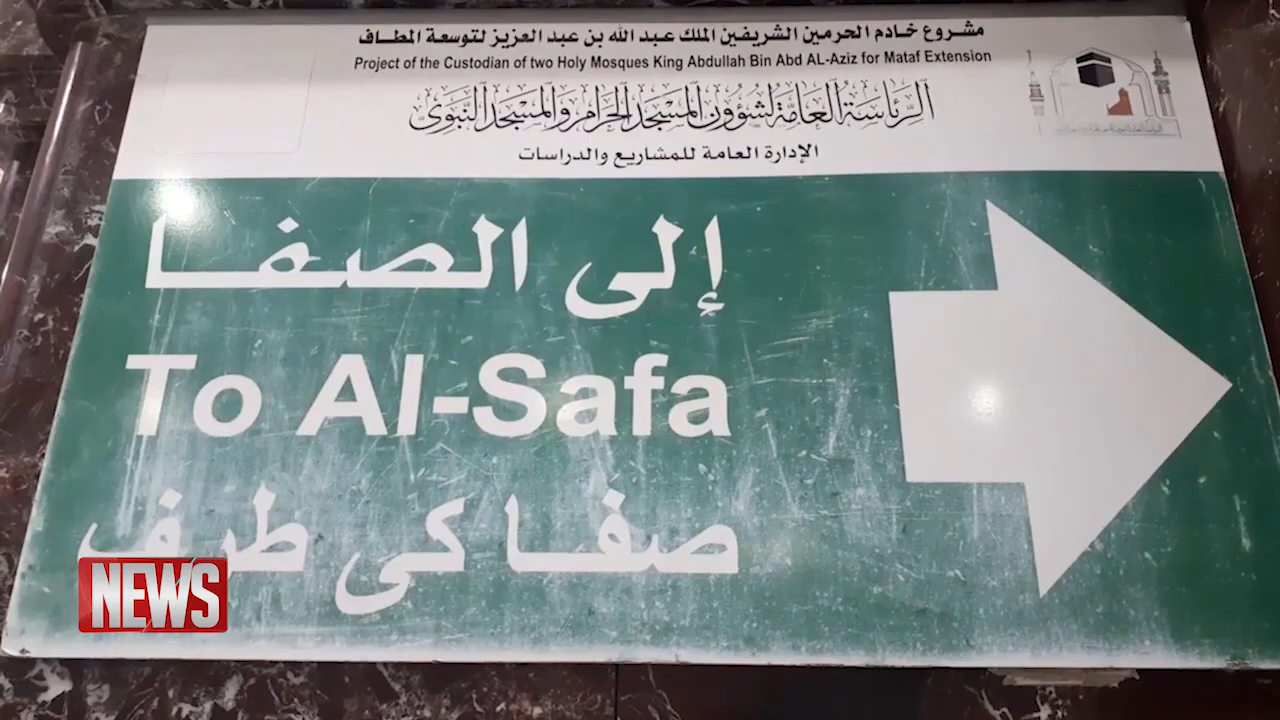 مشروع خادم الحرمين الشريفين الملك عبد الله بن عبد العزيز لتوسعة المطاف
Project of the Custodian of two Holy Mosques King Abdullah Bin Abd AL-Aziz for Mataf Extension
الرئاسة العامة لشؤون المسجد الحرام والمسجد النبوي
الإدارة العامة للمشاريع والدراسات
إلى الصفا
To Al-Safa
صفا کی طرف
NEWS